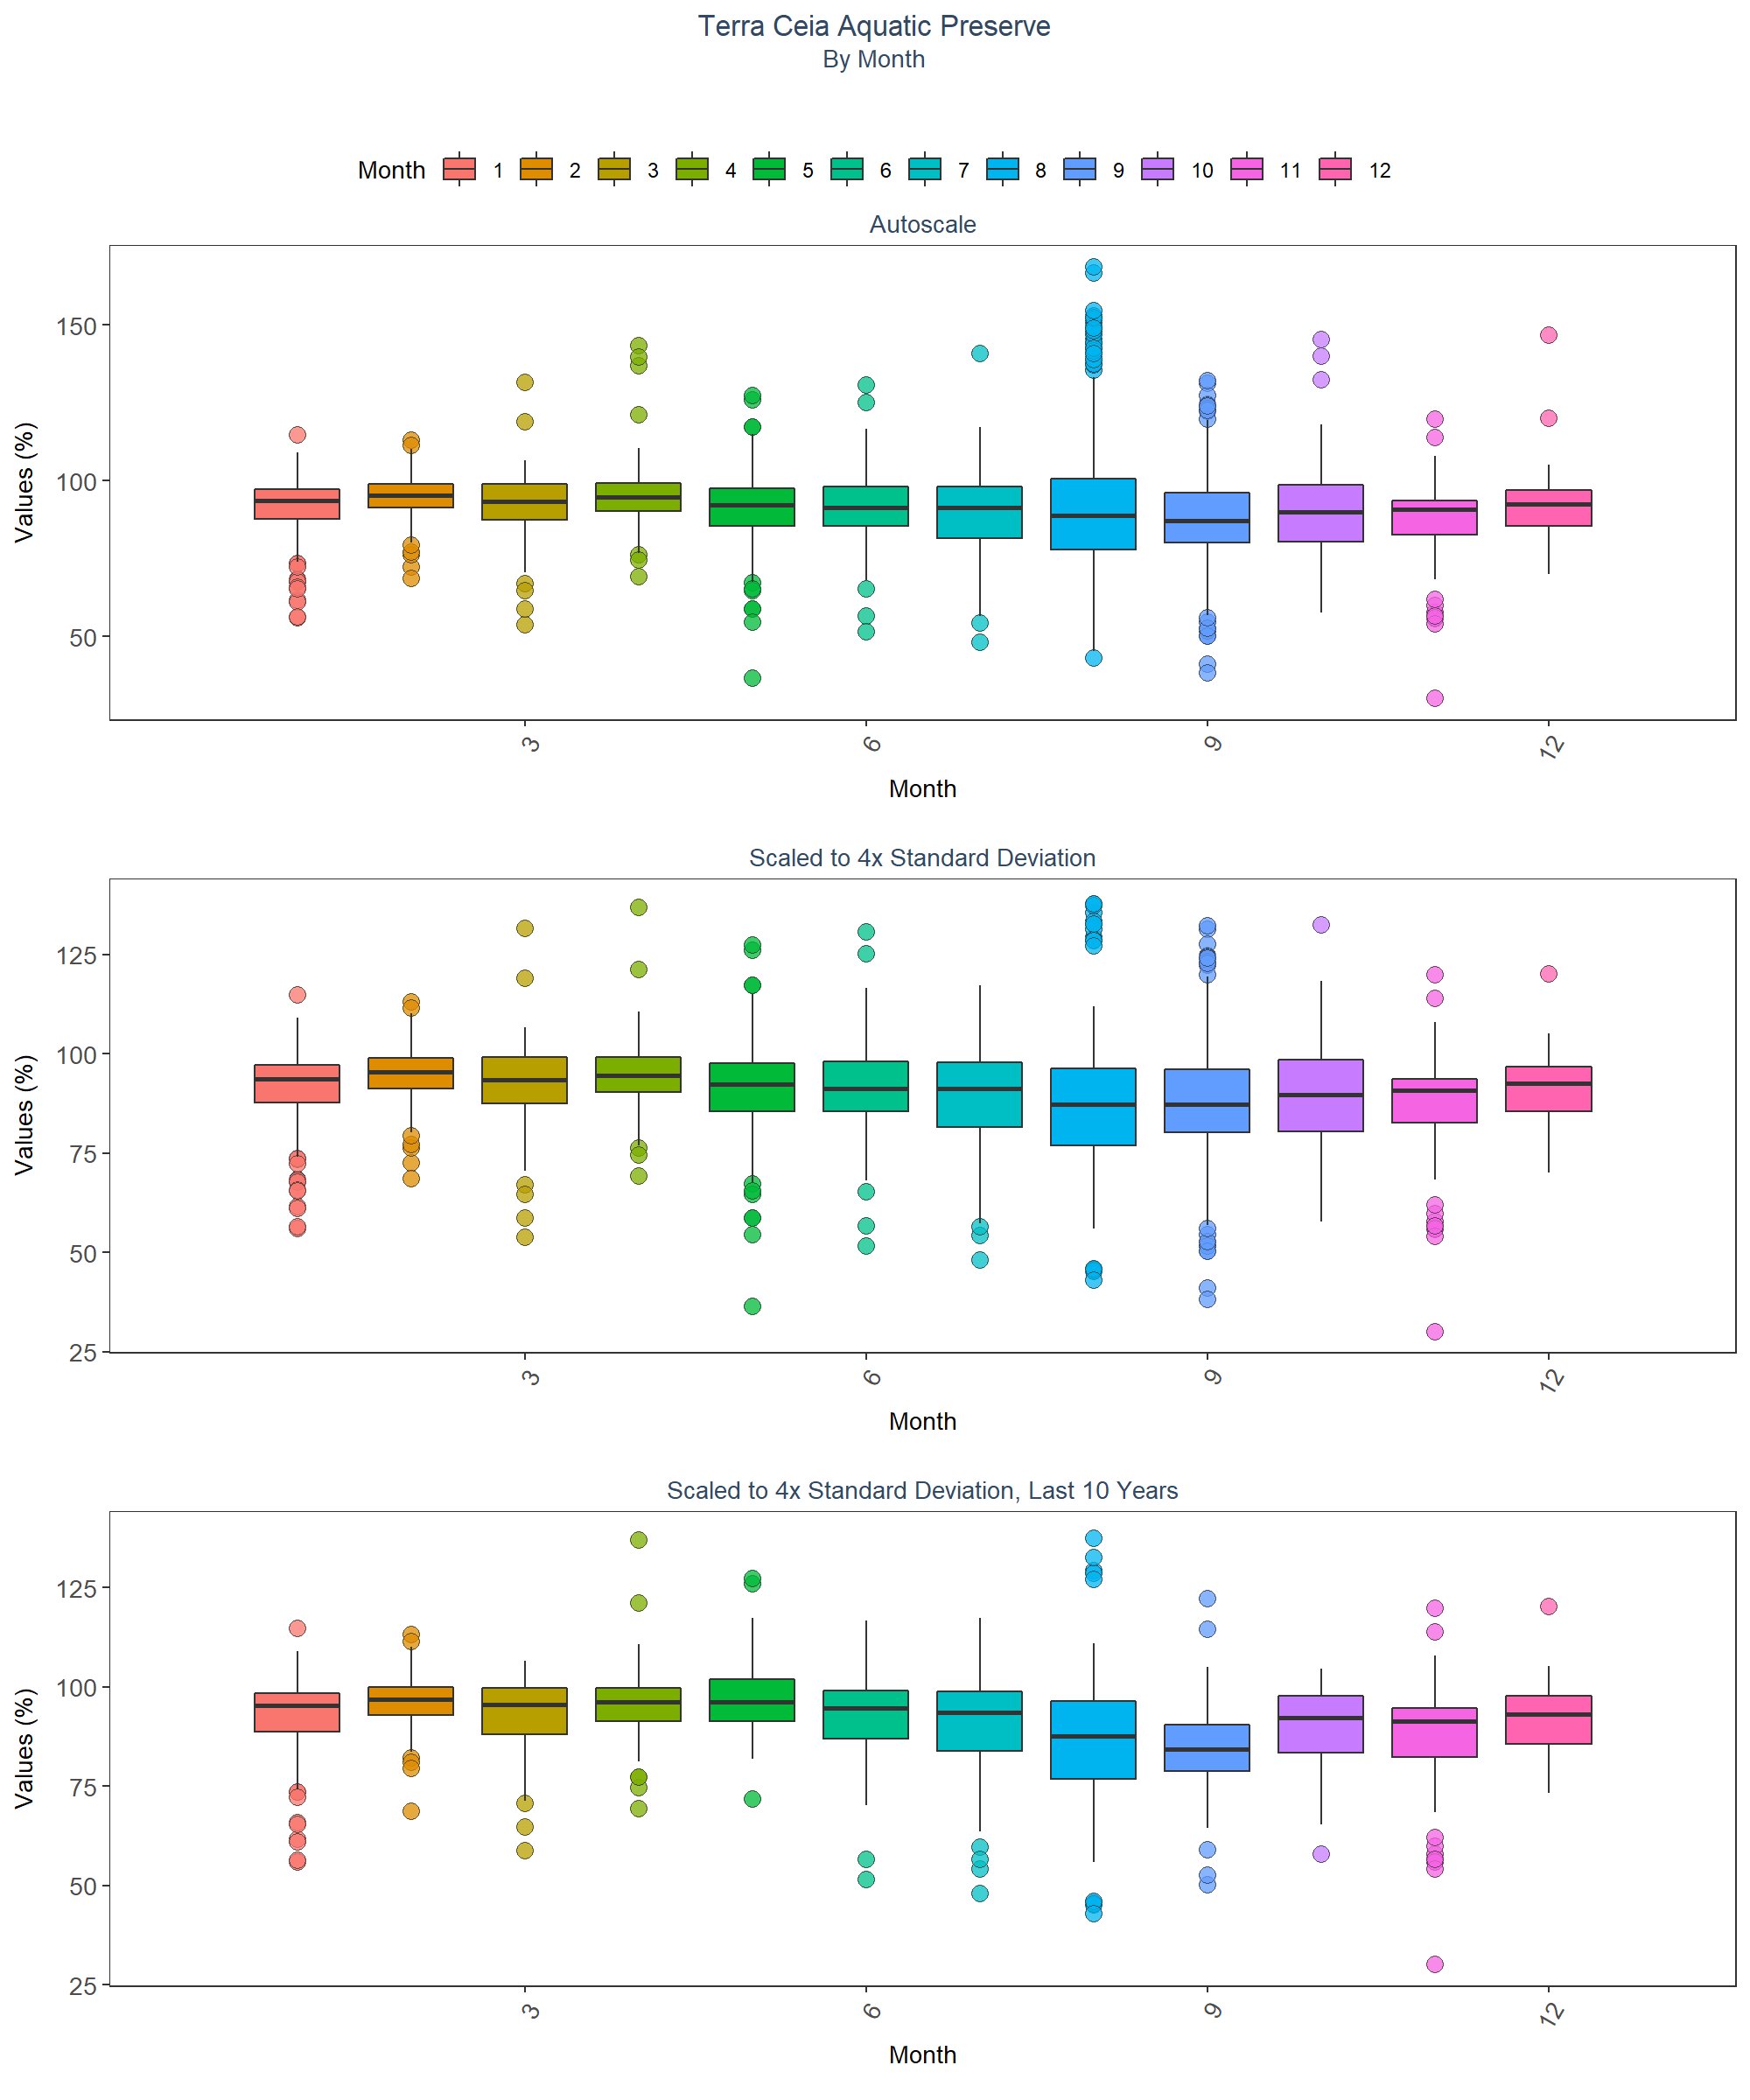 Terra Ceia Aquatic Preserve
By Month
Month 1 2 3 4 5 6 7 8 9 10 11 12
Autoscale
Values (%)
150
100
50
3 6 9 12
Month
Scaled to 4x Standard Deviation
Values (%)
125
100
75
50
25
3 6 9 12
Month
Scaled to 4x Standard Deviation, Last 10 Years
Values (%)
125
100
75
50
25
3 6 9 12
Month